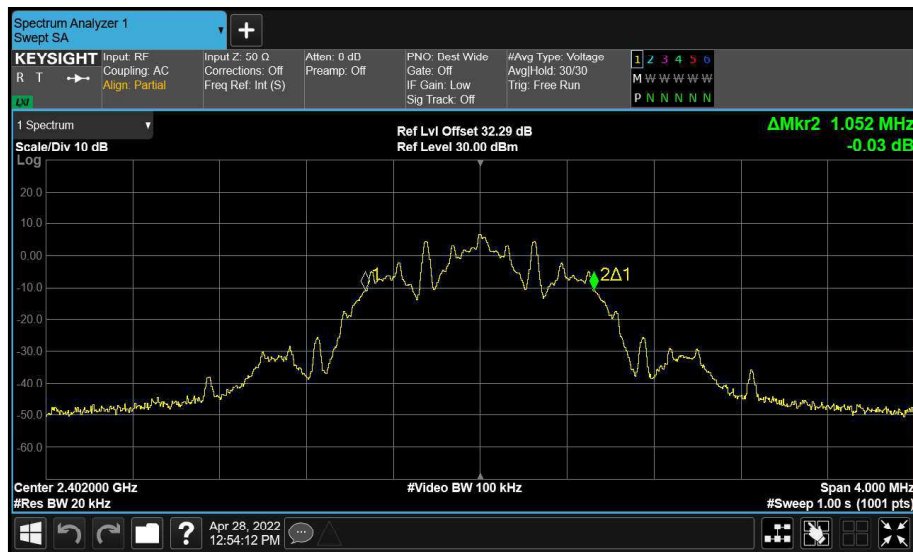 Spectrum Analyzer 1
Swept SA
+
KEYSIGHT
R T
LXI
Input: RF
Coupling: AC
Align: Partial
Input Z: 50 Ω
Corrections: Off
Freq Ref: Int (S)
Atten: 0 dB
Preamp: Off
PNO: Best Wide
Gate: Off
IF Gain: Low
Sig Track: Off
#Avg Type: Voltage
Avg|Hold: 30/30
Trig: Free Run
1 2 3 4 5 6
M W W W W W
P N N N N N
1 Spectrum
Scale/Div 10 dB
Log
Ref Lvl Offset 32.29 dB
Ref Level 30.00 dBm
ΔMkr2 1.052 MHz
-0.03 dB
20.0
10.0
0.00
-10.0
-20.0
-30.0
-40.0
-50.0
-60.0
1
2Δ1
Center 2.402000 GHz
#Res BW 20 kHz
#Video BW 100 kHz
Span 4.000 MHz
#Sweep 1.00 s (1001 pts)
?
Apr 28, 2022
12:54:12 PM